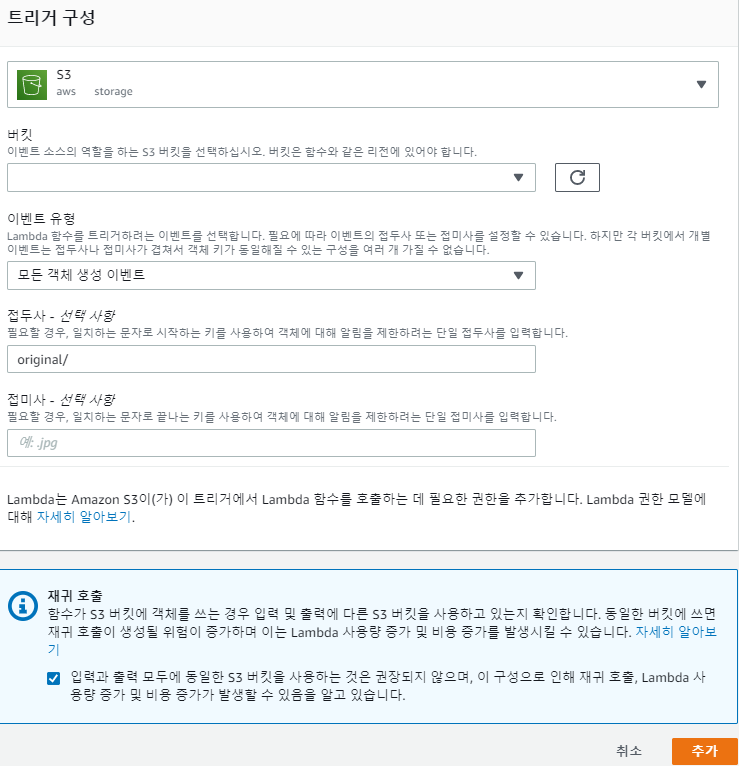 트리거 구성
S3
aws storage
버킷
이벤트 소스의 역할을 하는 S3 버킷을 선택하십시오. 버킷은 함수와 같은 리전에 있어야 합니다.
이벤트 유형
Lambda 함수를 트리거하려는 이벤트를 선택합니다. 필요에 따라 이벤트의 접두사 또는 접미사를 설정할 수 있습니다. 하지만 각 버킷에서 개별
이벤트는 접두사나 접미사가 겹쳐서 객체 키가 동일해질 수 있는 구성을 여러 개 가질 수 없습니다.
모든 객체 생성 이벤트
접두사 - 선택 사항
필요할 경우, 일치하는 문자로 시작하는 키를 사용하여 객체에 대해 알림을 제한하려는 단일 접두사를 입력합니다.
original/
접미사 - 선택 사항
필요할 경우, 일치하는 문자로 끝나는 키를 사용하여 객체에 대해 알림을 제한하려는 단일 접미사를 입력합니다.
예: .jpg
Lambda는 Amazon S3이(가) 이 트리거에서 Lambda 함수를 호출하는 데 필요한 권한을 추가합니다. Lambda 권한 모델에
대해 자세히 알아보기.
재귀 호출
함수가 S3 버킷에 객체를 쓰는 경우 입력 및 출력에 다른 S3 버킷을 사용하고 있는지 확인합니다. 동일한 버킷에 쓰면
재귀 호출이 생성될 위험이 증가하며 이는 Lambda 사용량 증가 및 비용 증가를 발생시킬 수 있습니다. 자세히 알아보
기
입력과 출력 모두에 동일한 S3 버킷을 사용하는 것은 권장되지 않으며, 이 구성으로 인해 재귀 호출, Lambda 사
용량 증가 및 비용 증가가 발생할 수 있음을 알고 있습니다.
취소 추가